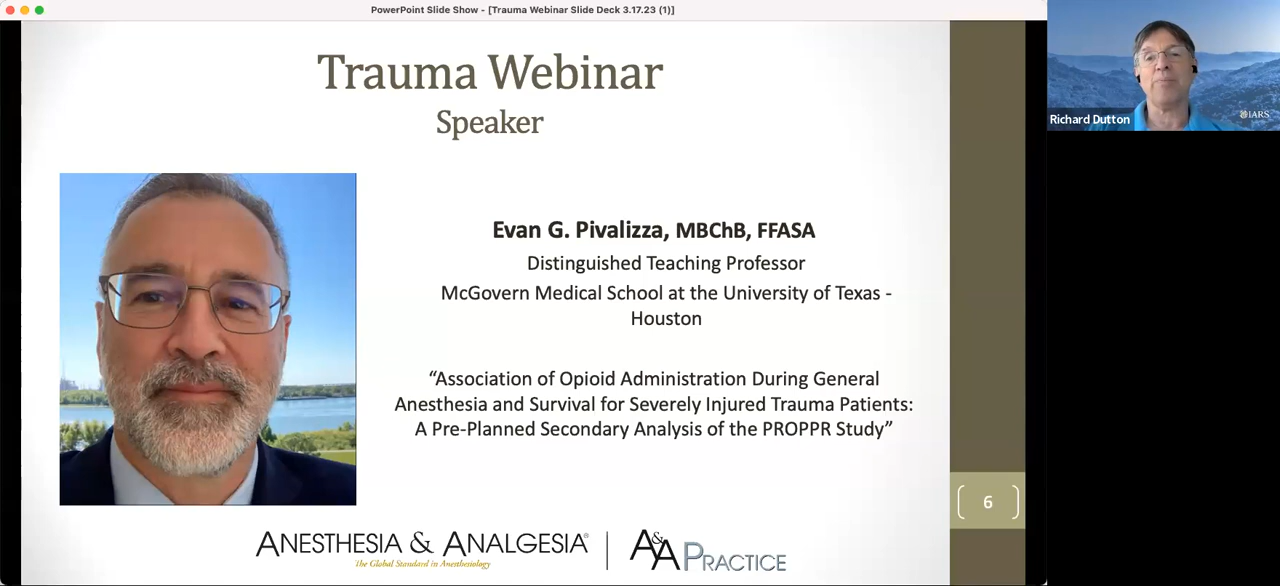 PowerPoint Slide Show - [Trauma Webinar Slide Deck 3.17.23 (1)]
Trauma Webinar
Speaker
Evan G. Pivalizza, MBChB, FFASA
Distinguished Teaching Professor
McGovern Medical School at the University of Texas -
Houston
“Association of Opioid Administration During General
Anesthesia and Survival for Severely Injured Trauma Patients:
A Pre-Planned Secondary Analysis of the PROPPR Study”
6
ANESTHESIA & ANALGESIA®
The Global Standard in Anesthesiology
A&A PRACTICE
Richard Dutton
IARS